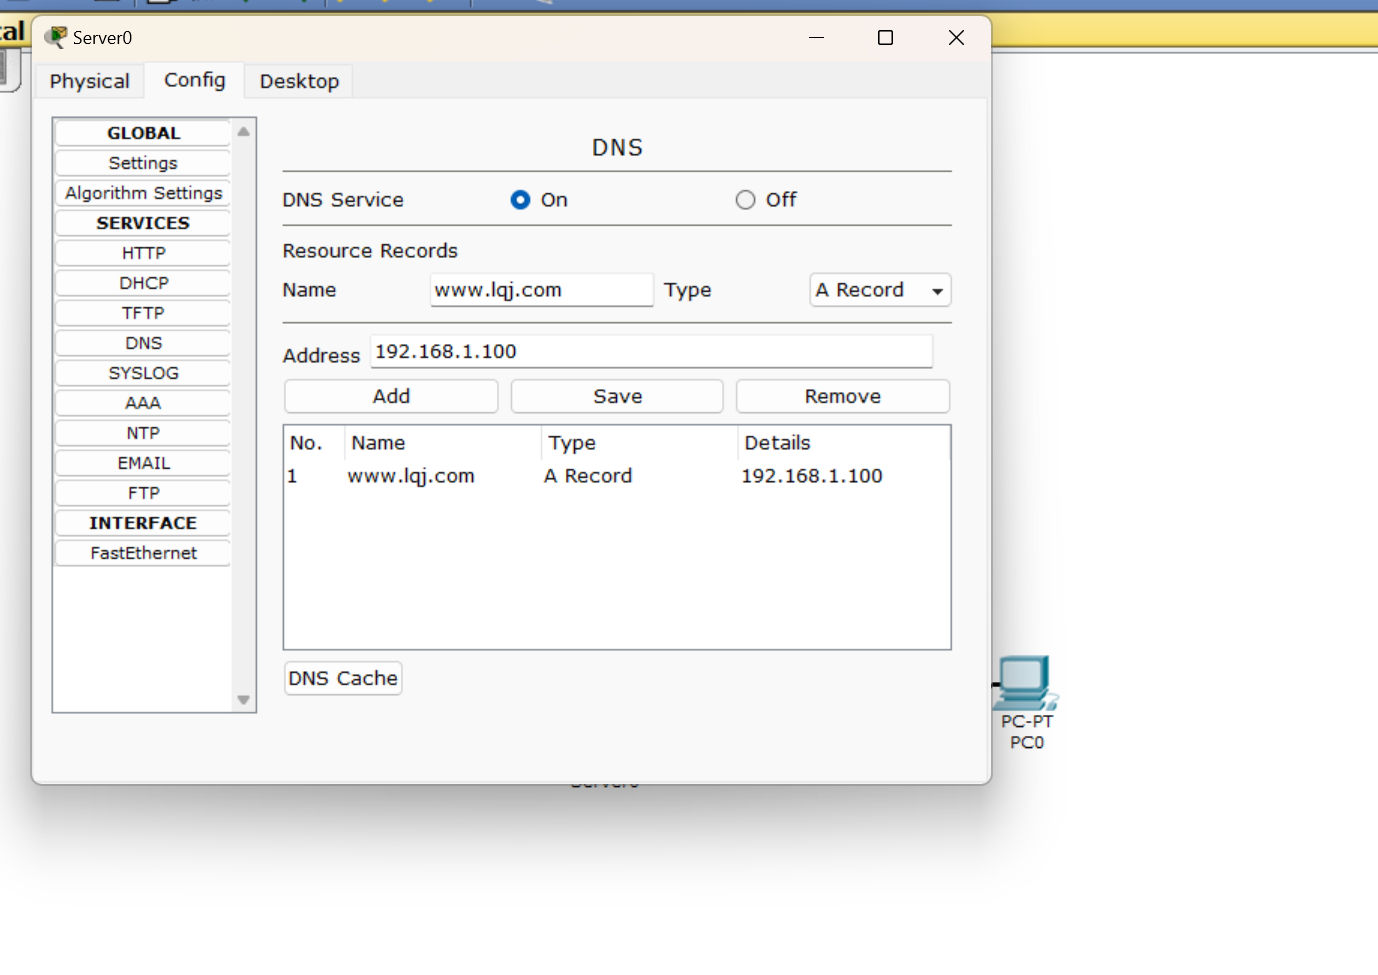 al
Server0
Physical Config Desktop
GLOBAL
Settings
Algorithm Settings
SERVICES
HTTP
DHCP
TFTP
DNS
SYSLOG
AAA
NTP
EMAIL
FTP
INTERFACE
FastEthernet
DNS
DNS Service On Off
Resource Records
Name www.lqj.com Type A Record
Address 192.168.1.100
Add Save Remove
No. Name Type Details
1 www.lqj.com A Record 192.168.1.100
DNS Cache
PC-PT
PC0
Server0